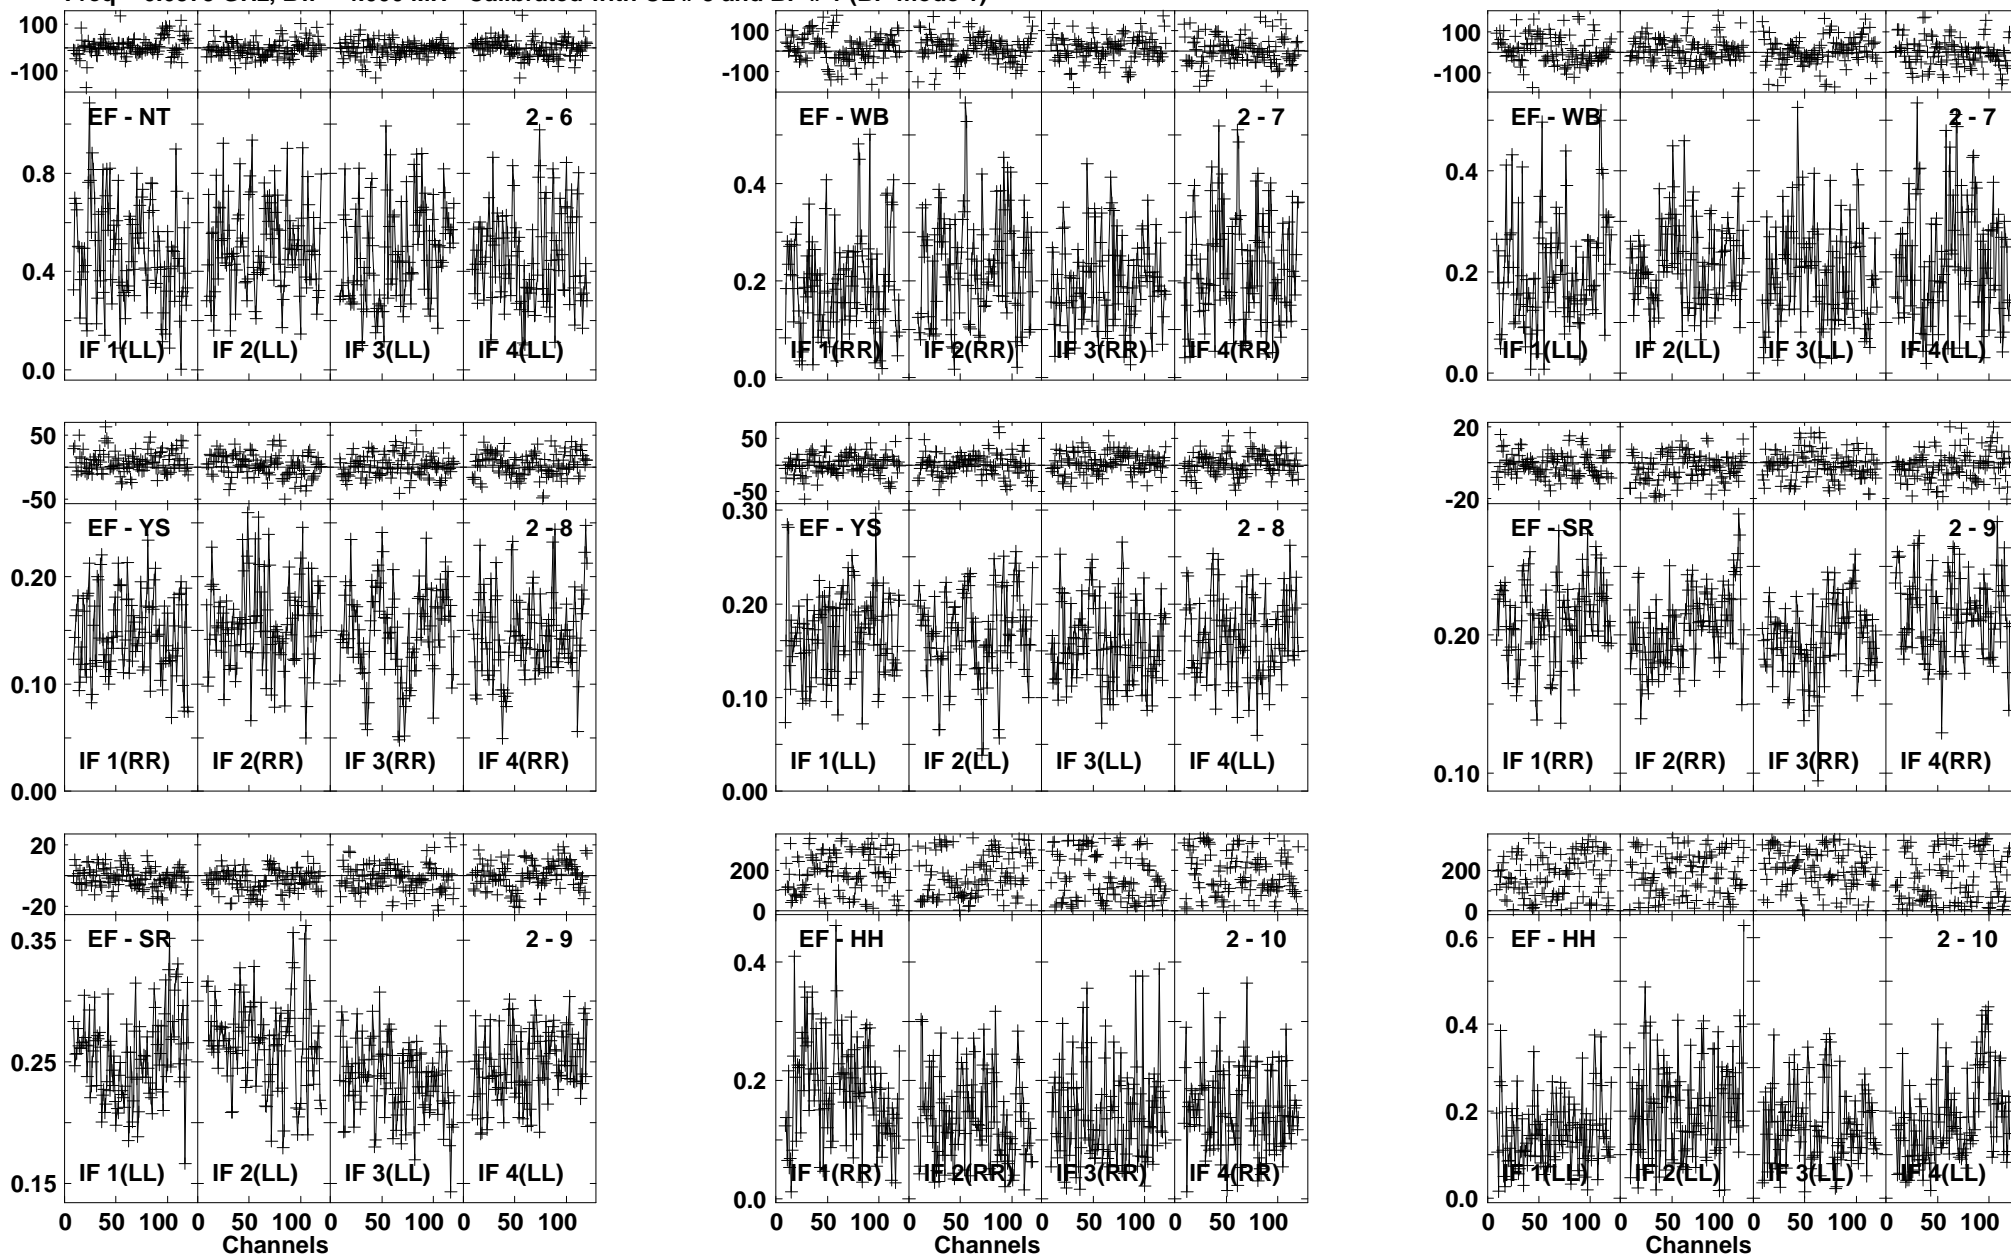 100
-100
EF - NT 2 - 6
0.8
0.4
0.0
IF 1(LL) IF 2(LL) IF 3(LL) IF 4(LL)
100
-100
EF - WB 2 - 7
0.4
0.2
0.0
IF 1(RR) IF 2(RR) IF 3(RR) IF 4(RR)
100
-100
EF - WB 2 - 7
0.4
0.2
0.0
IF 1(LL) IF 2(LL) IF 3(LL) IF 4(LL)
50
-50
EF - YS 2 - 8
0.20
0.10
0.00
IF 1(RR) IF 2(RR) IF 3(RR) IF 4(RR)
50
-50
0.30
EF - YS 2 - 8
0.20
0.10
0.00
IF 1(LL) IF 2(LL) IF 3(LL) IF 4(LL)
20
-20
EF - SR 2 - 9
0.20
0.10
IF 1(RR) IF 2(RR) IF 3(RR) IF 4(RR)
20
-20
0.35
EF - SR 2 - 9
0.25
0.15
IF 1(LL) IF 2(LL) IF 3(LL) IF 4(LL)
0 50 100 0 50 100 0 50 100 0 50 100
Channels
200
0
EF - HH 2 - 10
0.4
0.2
0.0
IF 1(RR) IF 2(RR) IF 3(RR) IF 4(RR)
0 50 100 0 50 100 0 50 100 0 50 100
Channels
200
0
0.6
EF - HH 2 - 10
0.4
0.2
0.0
IF 1(LL) IF 2(LL) IF 3(LL) IF 4(LL)
0 50 100 0 50 100 0 50 100 0 50 100
Channels